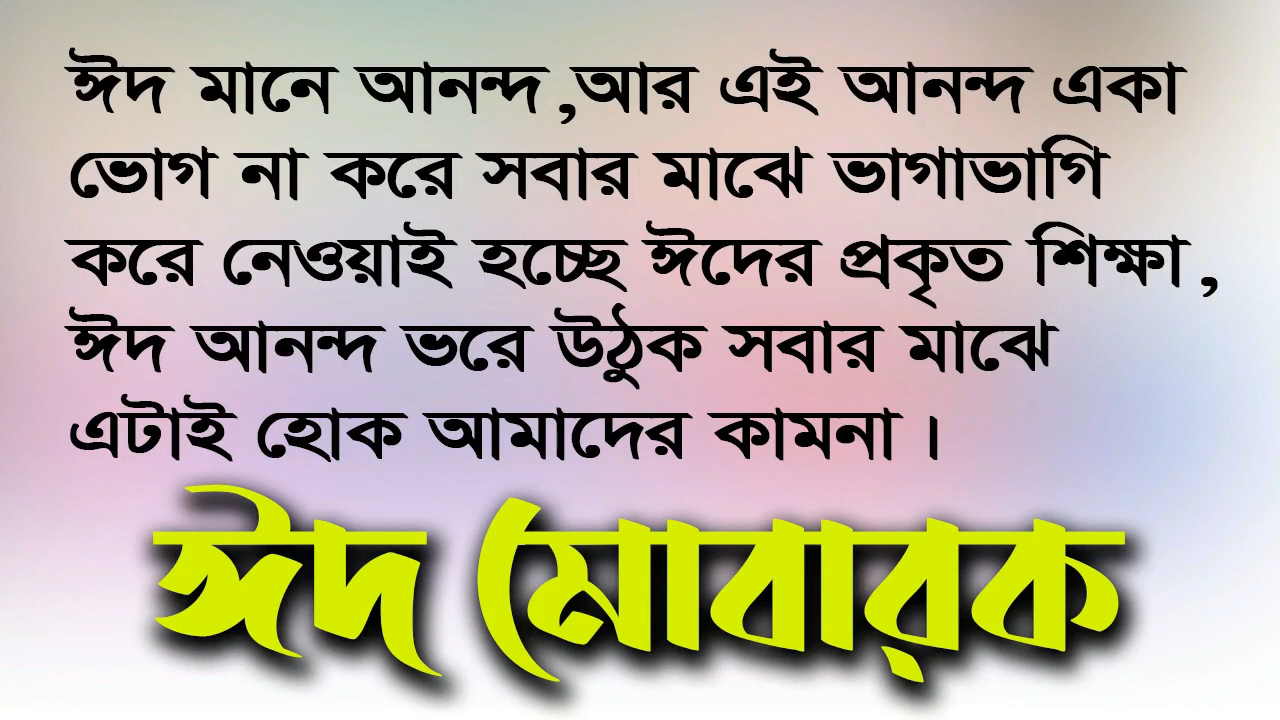 ঈদ মানে আনন্দ ,আর এই আনন্দ একা
ভোগ না করে সবার মাঝে ভাগাভাগি
করে নেওয়াই হচ্ছে ঈদের প্রকৃত শিক্ষা ,
ঈদ আনন্দ ভরে উঠুক সবার মাঝে
এটাই হোক আমাদের কামনা ।
ঈদ মোবারক